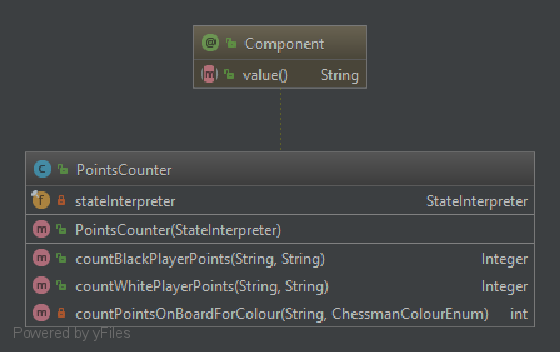 @ Component
m value() String
C PointsCounter
f stateInterpreter StateInterpreter
m PointsCounter(StateInterpreter)
m countBlackPlayerPoints(String, String) Integer
m countWhitePlayerPoints(String, String) Integer
m countPointsOnBoardForColour(String, ChessmanColourEnum) int
Powered by yFiles